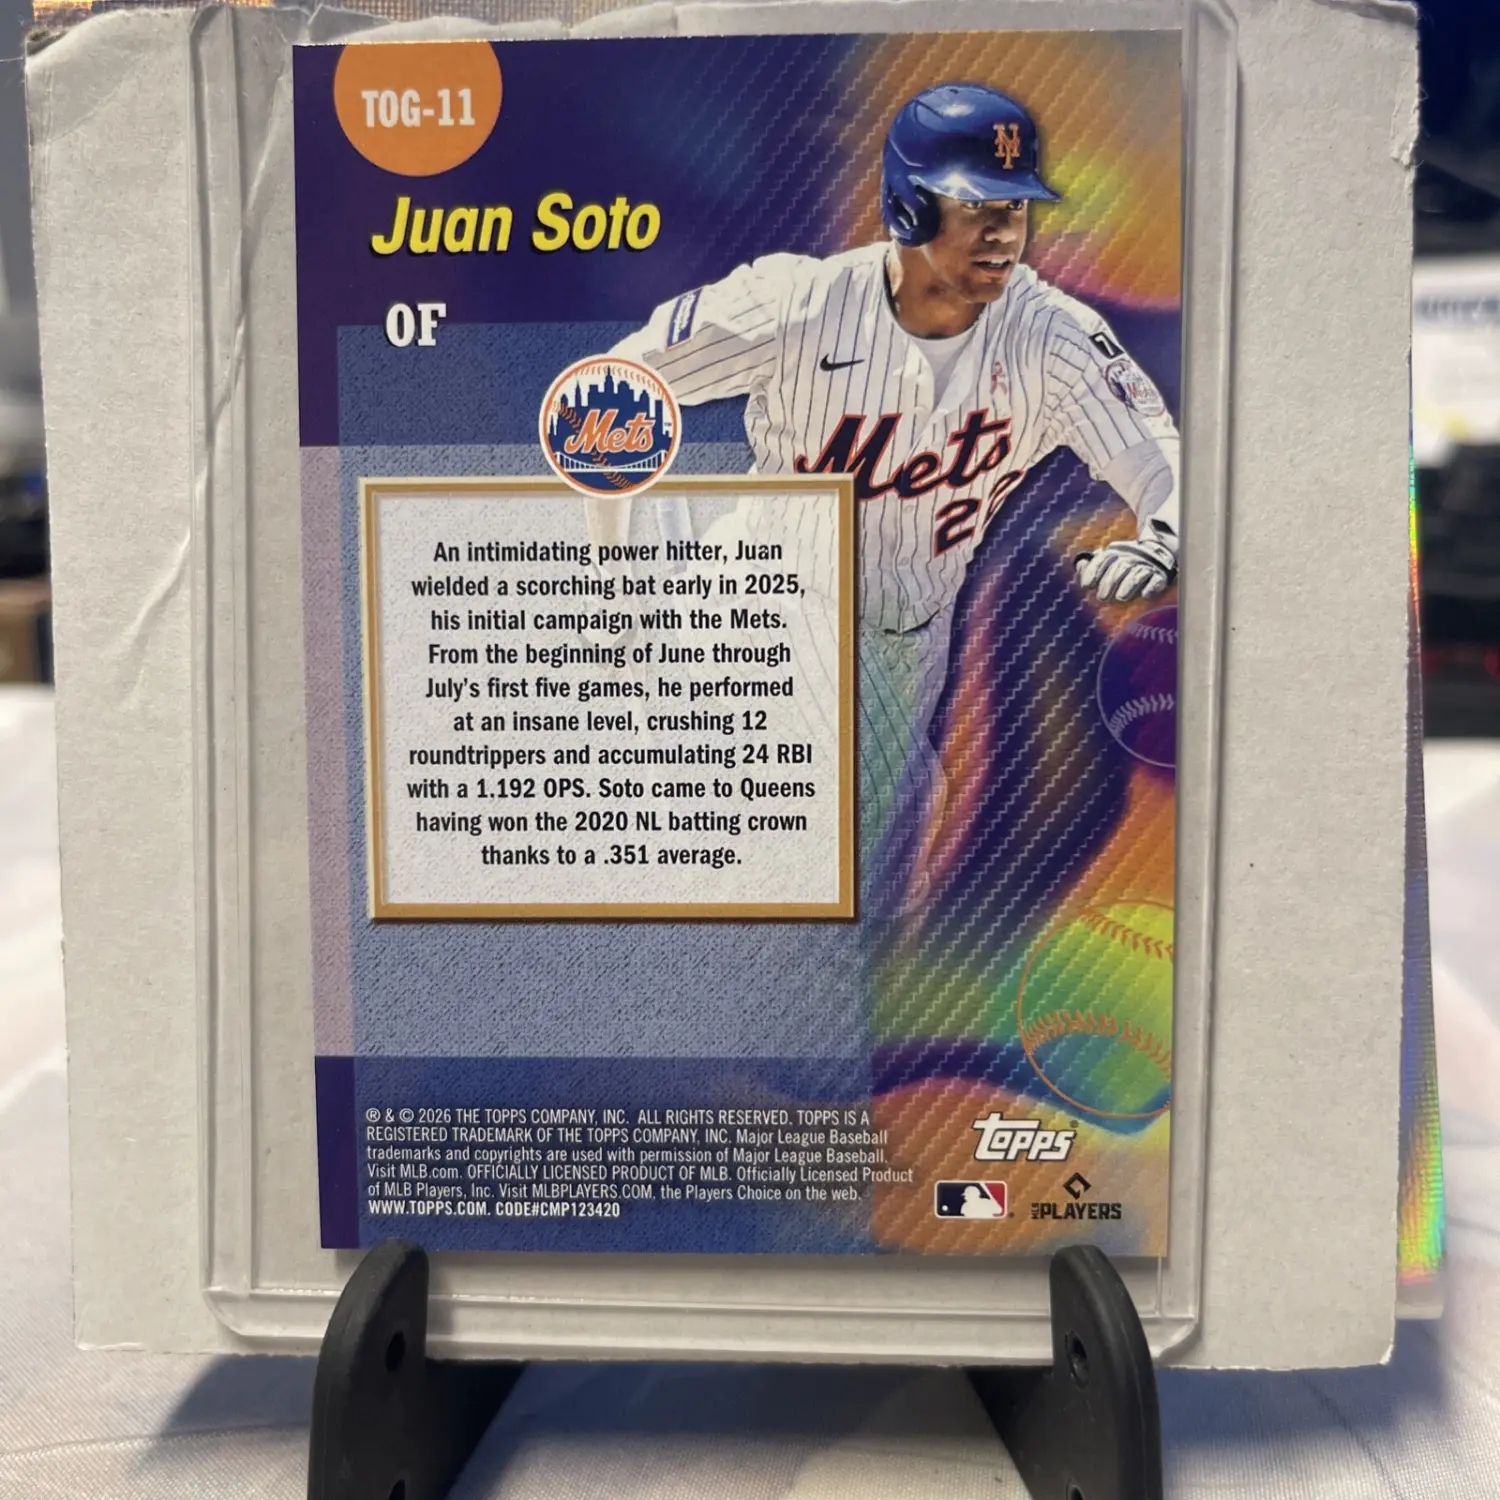 TOG-11
Juan Soto
OF
Mets
Mets
22
7
An intimidating power hitter, Juan
wielded a scorching bat early in 2025,
his initial campaign with the Mets.
From the beginning of June through
July's first five games, he performed
at an insane level, crushing 12
roundtrippers and accumulating 24 RBI
with a 1.192 OPS. Soto came to Queens
having won the 2020 NL batting crown
thanks to a .351 average.
® & © 2026 THE TOPPS COMPANY, INC. ALL RIGHTS RESERVED. TOPPS IS A
REGISTERED TRADEMARK OF THE TOPPS COMPANY, INC. Major League Baseball
trademarks and copyrights are used with permission of Major League Baseball.
Visit MLB.com. OFFICIALLY LICENSED PRODUCT OF MLB. Officially Licensed Product
of MLB Players, Inc. Visit MLBPLAYERS.COM, the Players Choice on the web.
WWW.TOPPS.COM. CODE#CMP123420
Topps
MLB PLAYERS